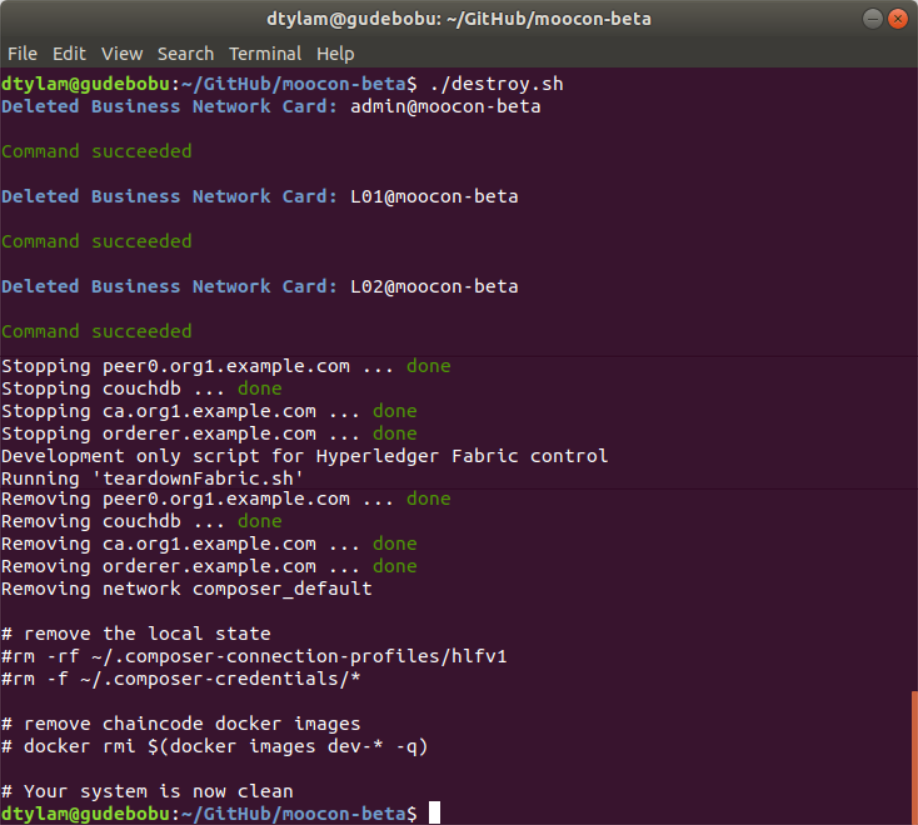 dtylam@gudebobu: ~/GitHub/moocon-beta
File Edit View Search Terminal Help
dtylam@gudebobu:~/GitHub/moocon-beta$ ./destroy.sh
Deleted Business Network Card: admin@moocon-beta
Command succeeded
Deleted Business Network Card: L01@moocon-beta
Command succeeded
Deleted Business Network Card: L02@moocon-beta
Command succeeded
Stopping peer0.org1.example.com ... done
Stopping couchdb ... done
Stopping ca.org1.example.com ... done
Stopping orderer.example.com ... done
Development only script for Hyperledger Fabric control
Running 'teardownFabric.sh'
Removing peer0.org1.example.com ... done
Removing couchdb ... done
Removing ca.org1.example.com ... done
Removing orderer.example.com ... done
Removing network composer_default
# remove the local state
#rm -rf ~/.composer-connection-profiles/hlfv1
#rm -f ~/.composer-credentials/*
# remove chaincode docker images
# docker rmi $(docker images dev-* -q)
# Your system is now clean
dtylam@gudebobu:~/GitHub/moocon-beta$